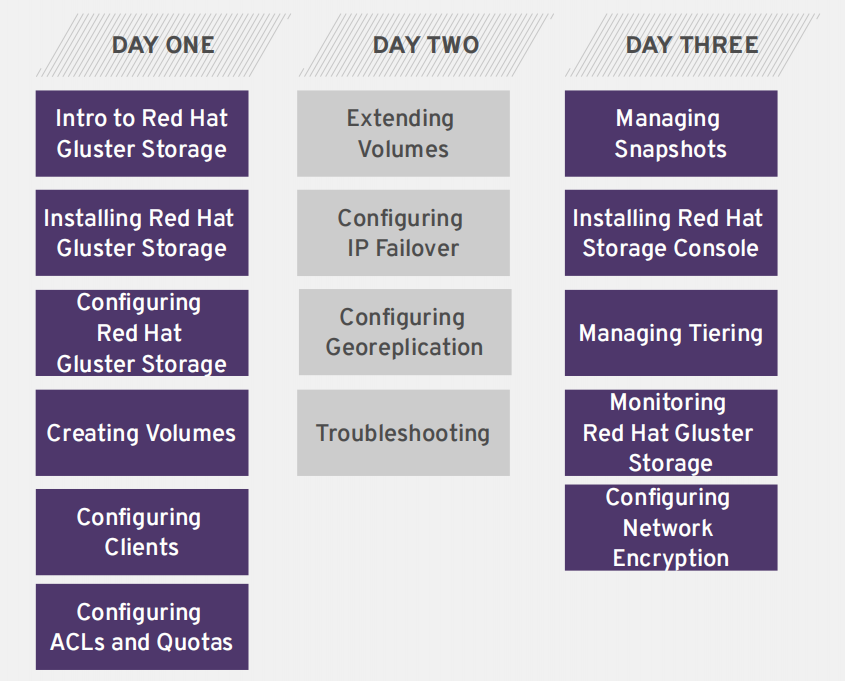 DAY ONE
Intro to Red Hat
Gluster Storage
Installing Red Hat
Gluster Storage
Configuring
Red Hat
Gluster Storage
Creating Volumes
Configuring
Clients
Configuring
ACLs and Quotas
DAY TWO
Extending
Volumes
Configuring
IP Failover
Configuring
Georeplication
Troubleshooting
DAY THREE
Managing
Snapshots
Installing Red Hat
Storage Console
Managing Tiering
Monitoring
Red Hat Gluster
Storage
Configuring
Network
Encryption